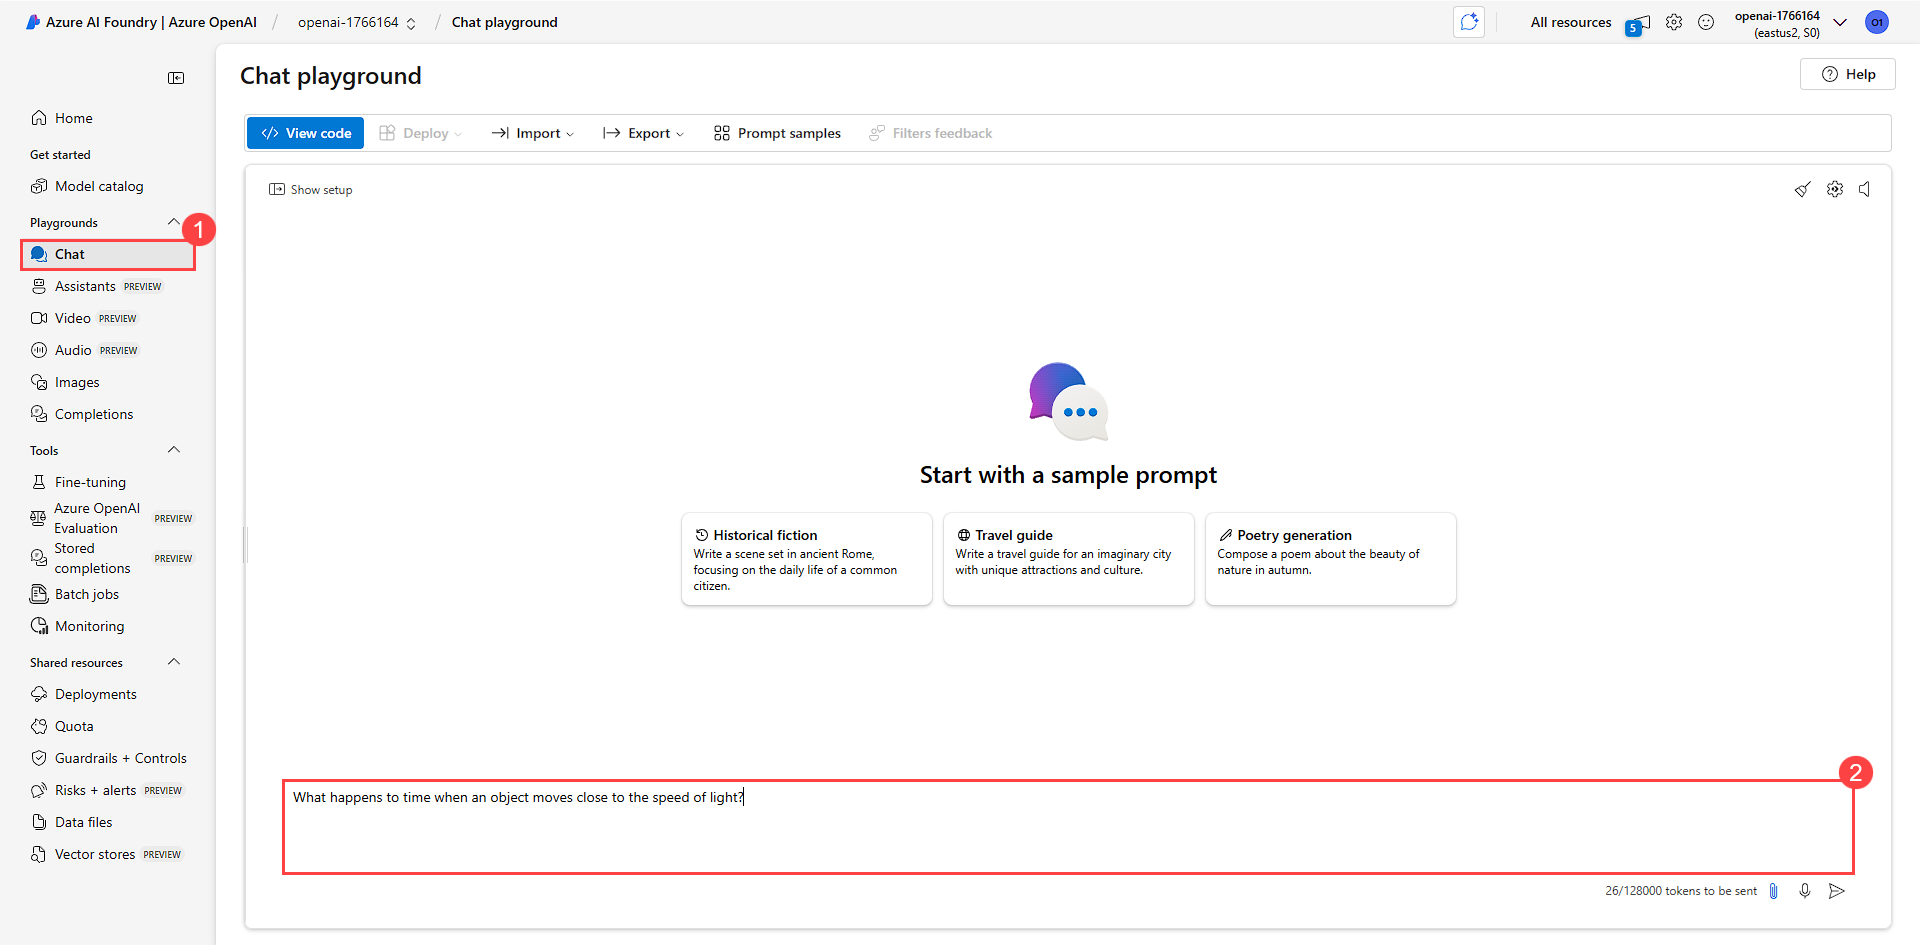 Azure AI Foundry | Azure OpenAI / openai-1766164 / Chat playground
All resources
5
openai-1766164
(eastus2, S0)
O1
Chat playground
Help
Home
Get started
Model catalog
Playgrounds
1
Chat
Assistants PREVIEW
Video PREVIEW
Audio PREVIEW
Images
Completions
Tools
Fine-tuning
Azure OpenAI
Evaluation PREVIEW
Stored
completions PREVIEW
Batch jobs
Monitoring
Shared resources
Deployments
Quota
Guardrails + Controls
Risks + alerts PREVIEW
Data files
Vector stores PREVIEW
</> View code Deploy Import Export Prompt samples Filters feedback
Show setup
Start with a sample prompt
Historical fiction
Write a scene set in ancient Rome,
focusing on the daily life of a common
citizen.
Travel guide
Write a travel guide for an imaginary city
with unique attractions and culture.
Poetry generation
Compose a poem about the beauty of
nature in autumn.
2
What happens to time when an object moves close to the speed of light?
26/128000 tokens to be sent